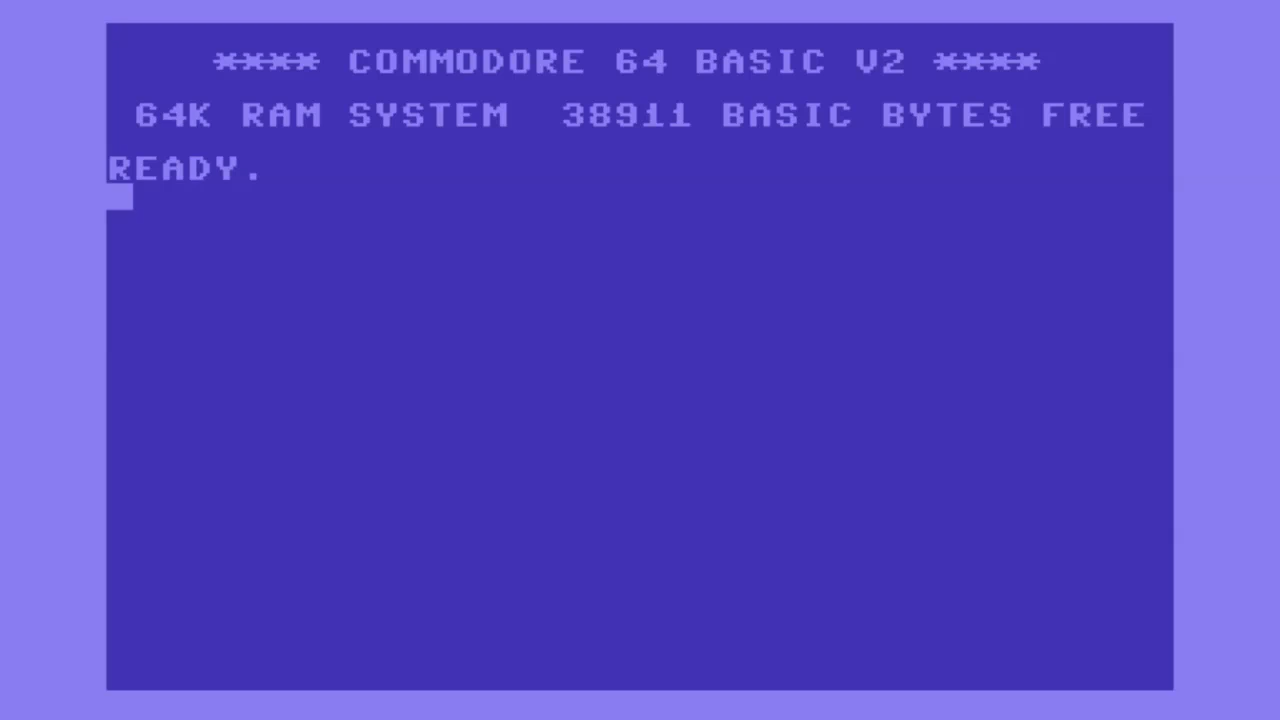 **** COMMODORE 64 BASIC V2 ****
64K RAM SYSTEM  38911 BASIC BYTES FREE
READY.